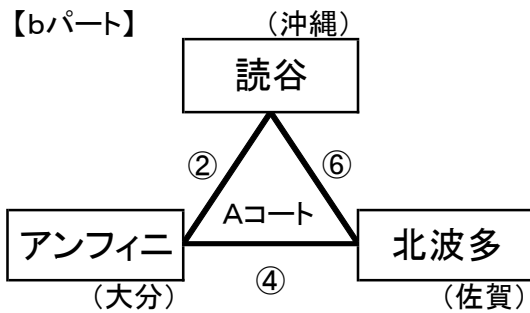 【bパート】
(沖縄)
読谷
②
⑥
Aコート
アンフィニ
北波多
④
(大分)
(佐賀)